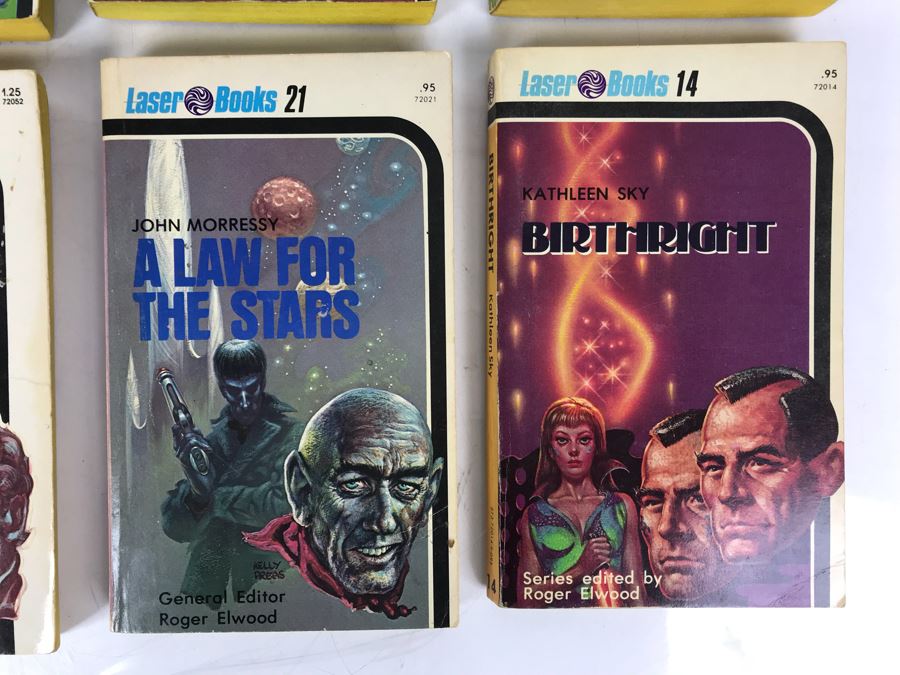 1.25
72052
Laser Books 21
.95
72021
JOHN MORRESSY
A LAW FOR
THE STARS
KELLY
FREAS
General Editor
Roger Elwood
Laser Books 14
.95
72014
KATHLEEN SKY
BIRTHRIGHT
Series edited by
Roger Elwood
BIRTHRIGHT
Kathleen Sky
14